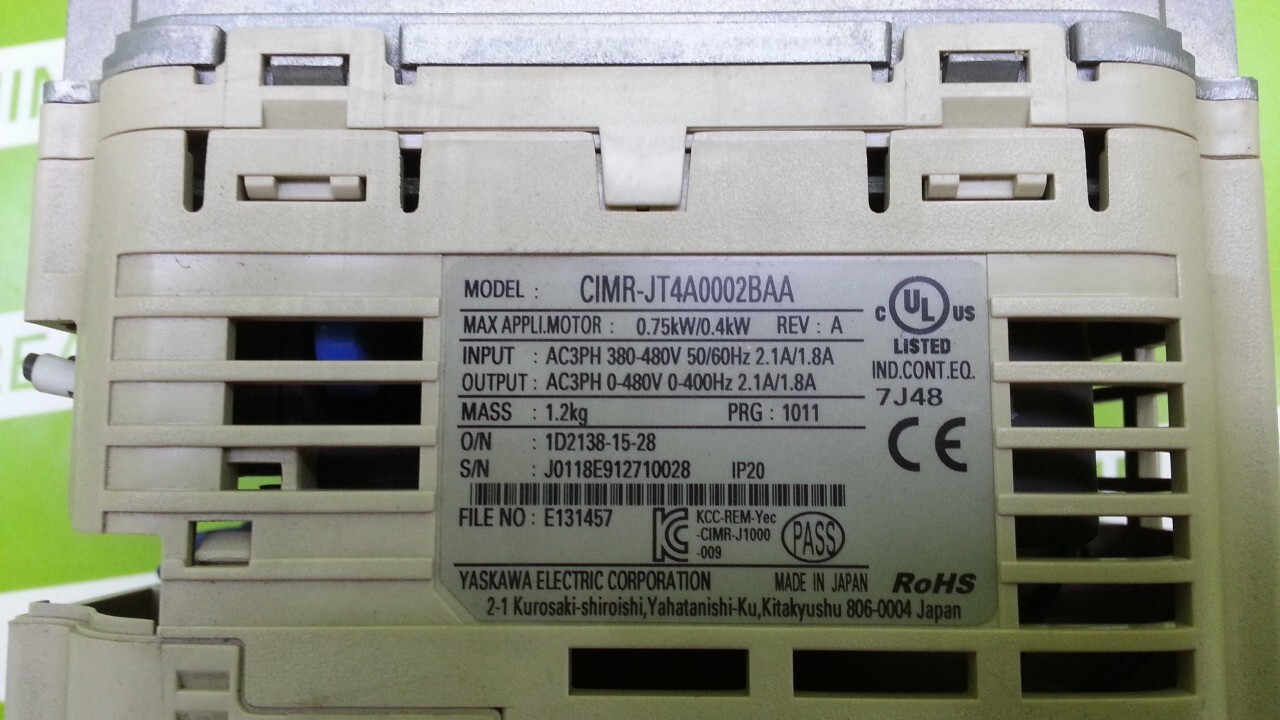 MODEL : CIMR-JT4A0002BAA
MAX APPLI.MOTOR : 0.75kW/0.4kW REV : A
INPUT : AC3PH 380-480V 50/60Hz 2.1A/1.8A
OUTPUT : AC3PH 0-480V 0-400Hz 2.1A/1.8A
MASS : 1.2kg PRG : 1011
O/N : 1D2138-15-28
S/N : J0118E912710028 IP20
FILE NO : E131457
KCC-REM-Yec
-CIMR-J1000
-009
PASS
YASKAWA ELECTRIC CORPORATION MADE IN JAPAN
2-1 Kurosaki-shiroishi,Yahatanishi-Ku,Kitakyushu 806-0004 Japan
C UL US
LISTED
IND.CONT.EQ.
7J48
CE
RoHS